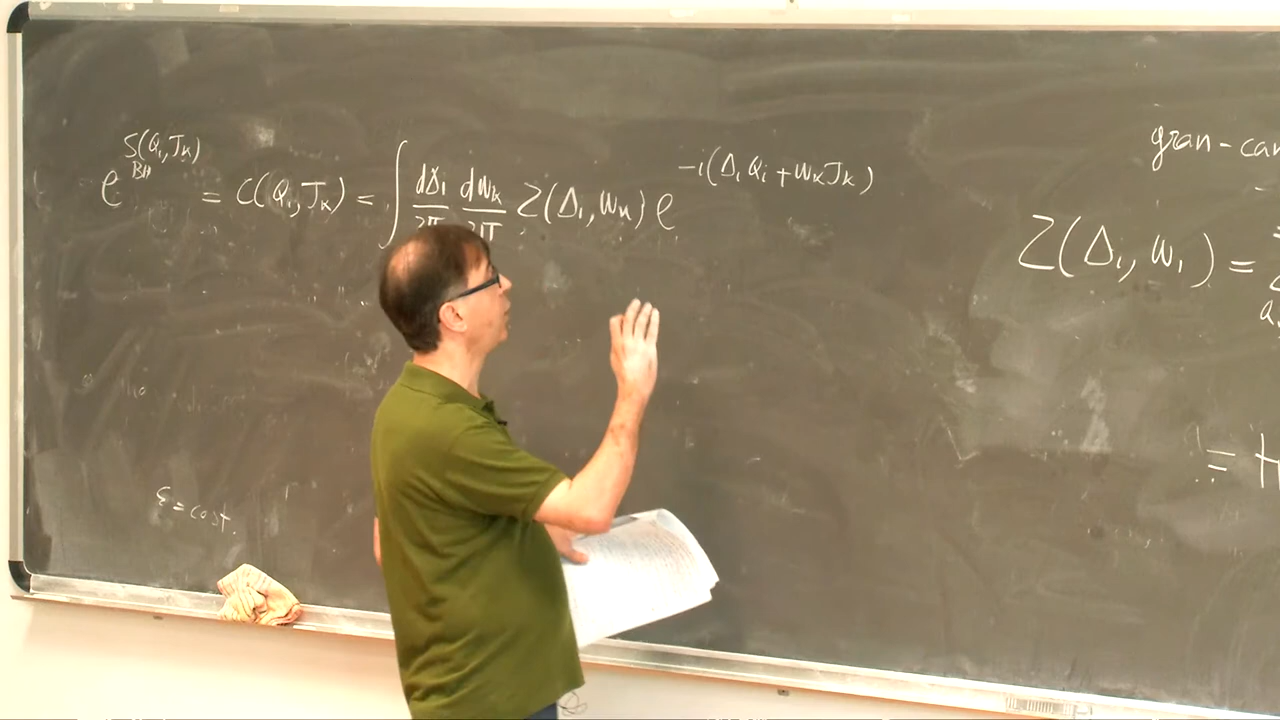 e^{S_{BH}(Q_i, J_k)} = C(Q_i, J_k) = ∫ dΔ_i/2π dω_k/2π Z(Δ_i, ω_k) e^{-i(Δ_i Q_i + ω_k J_k)}
gran-can
Z(Δ_i, ω_i) =
= H
ε = cost.